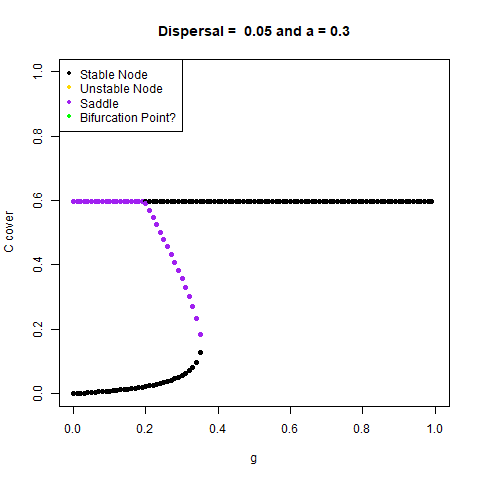 Dispersal =  0.05 and a = 0.3
Stable Node
Unstable Node
Saddle
Bifurcation Point?
C cover
1.0
0.8
0.6
0.4
0.2
0.0
0.0 0.2 0.4 0.6 0.8 1.0
g